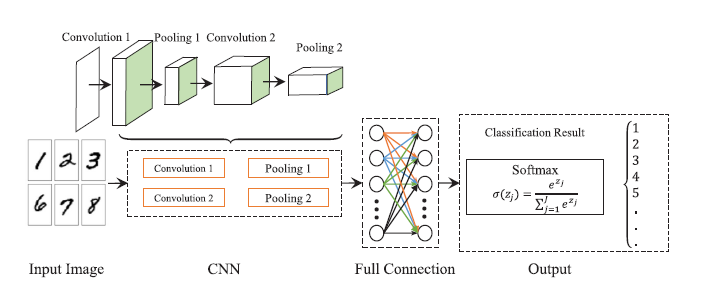 Convolution 1
Pooling 1
Convolution 2
Pooling 2
1 2 3
6 7 8
Convolution 1
Pooling 1
Convolution 2
Pooling 2
Classification Result
Softmax
σ(z_j) = e^{z_j} / Σ_{j=1}^{J} e^{z_j}
1
2
3
4
5
.
.
.
Input Image
CNN
Full Connection
Output